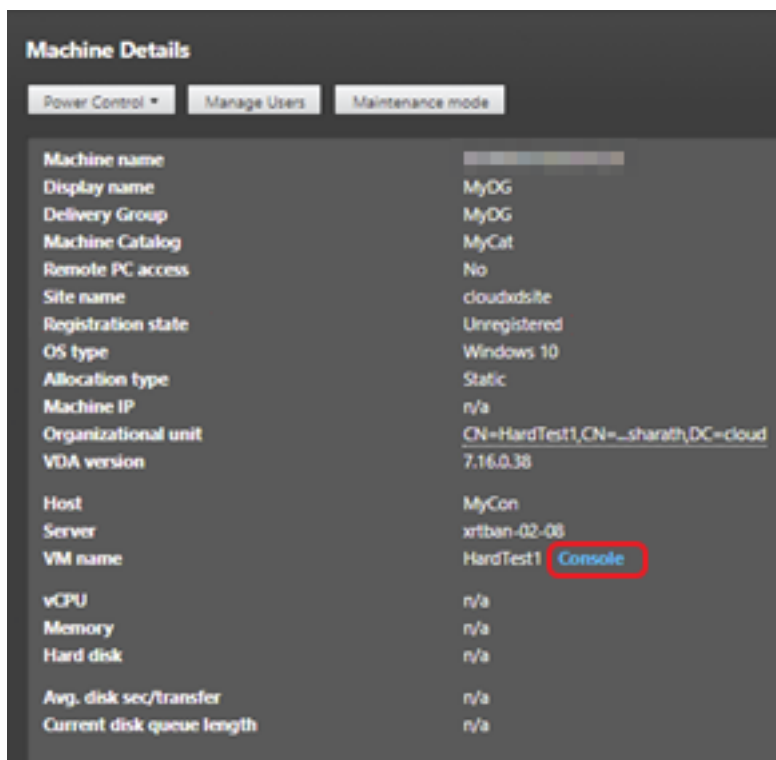 Machine Details
Power Control Manage Users Maintenance mode
Machine name
Display name MyDG
Delivery Group MyDG
Machine Catalog MyCat
Remote PC access No
Site name cloudxdsite
Registration state Unregistered
OS type Windows 10
Allocation type Static
Machine IP n/a
Organizational unit CN=HardTest1,CN=...sharath,DC=cloud
VDA version 7.16.0.38
Host MyCon
Server xrtban-02-08
VM name HardTest1 Console
vCPU n/a
Memory n/a
Hard disk n/a
Avg. disk sec/transfer n/a
Current disk queue length n/a